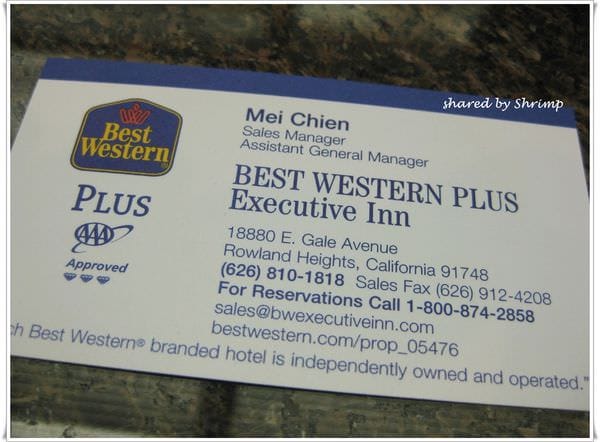 shared by Shrimp
Best
Western
PLUS
AAA
Approved
Mei Chien
Sales Manager
Assistant General Manager
BEST WESTERN PLUS
Executive Inn
18880 E. Gale Avenue
Rowland Heights, California 91748
(626) 810-1818 Sales Fax (626) 912-4208
For Reservations Call 1-800-874-2858
sales@bwexecutiveinn.com
bestwestern.com/prop_05476
ch Best Western® branded hotel is independently owned and operated."